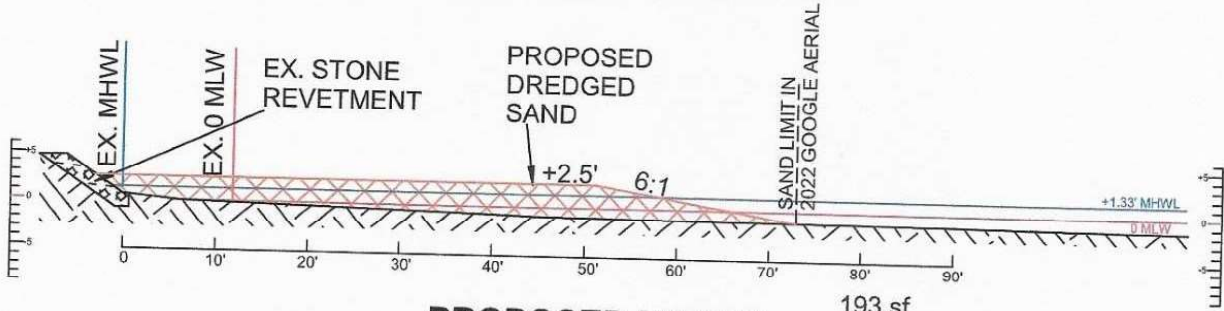 EX. MHWL
EX. 0 MLW
EX. STONE
REVETMENT
PROPOSED
DREDGED
SAND
SAND LIMIT IN
2022 GOOGLE AERIAL
+2.5'
6:1
+5
0
-5
+5
0
-5
+1.33' MHWL
0 MLW
0
10'
20'
30'
40'
50'
60'
70'
80'
90'
193 sf
PROPOSED